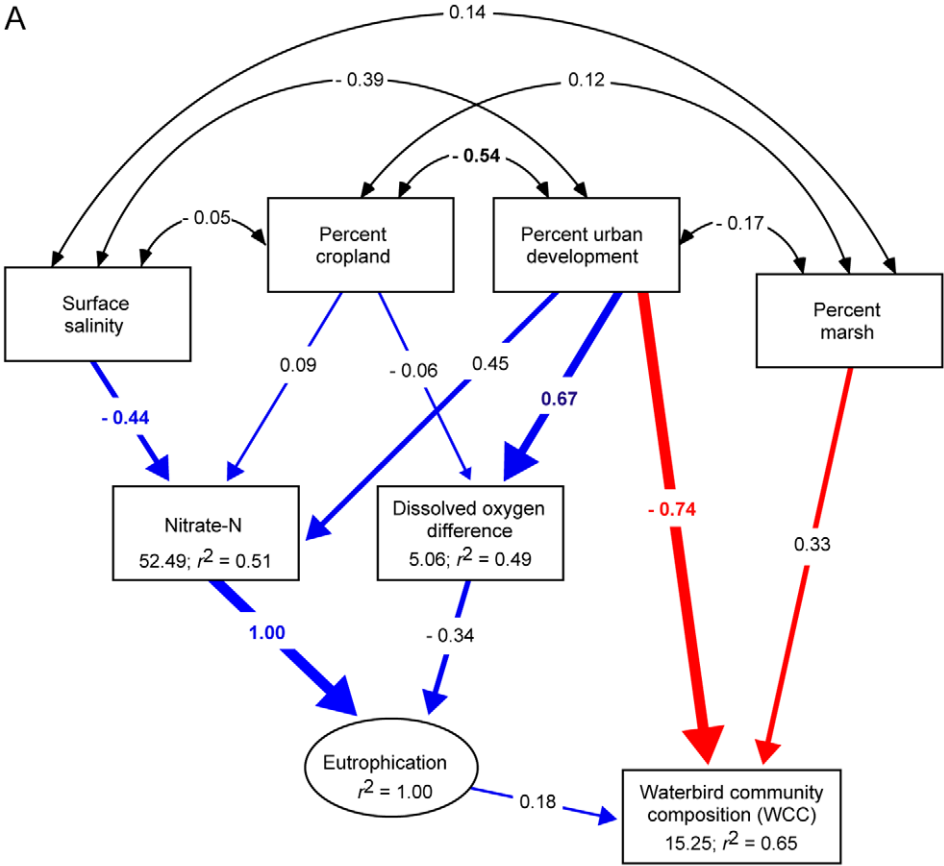 A
0.14
- 0.39
0.12
- 0.54
- 0.05
- 0.17
Percent
cropland
Percent urban
development
Surface
salinity
Percent
marsh
0.09
- 0.06
0.45
- 0.44
0.67
Nitrate-N
52.49; r² = 0.51
Dissolved oxygen
difference
5.06; r² = 0.49
- 0.74
0.33
1.00
- 0.34
Eutrophication
r² = 1.00
0.18
Waterbird community
composition (WCC)
15.25; r² = 0.65